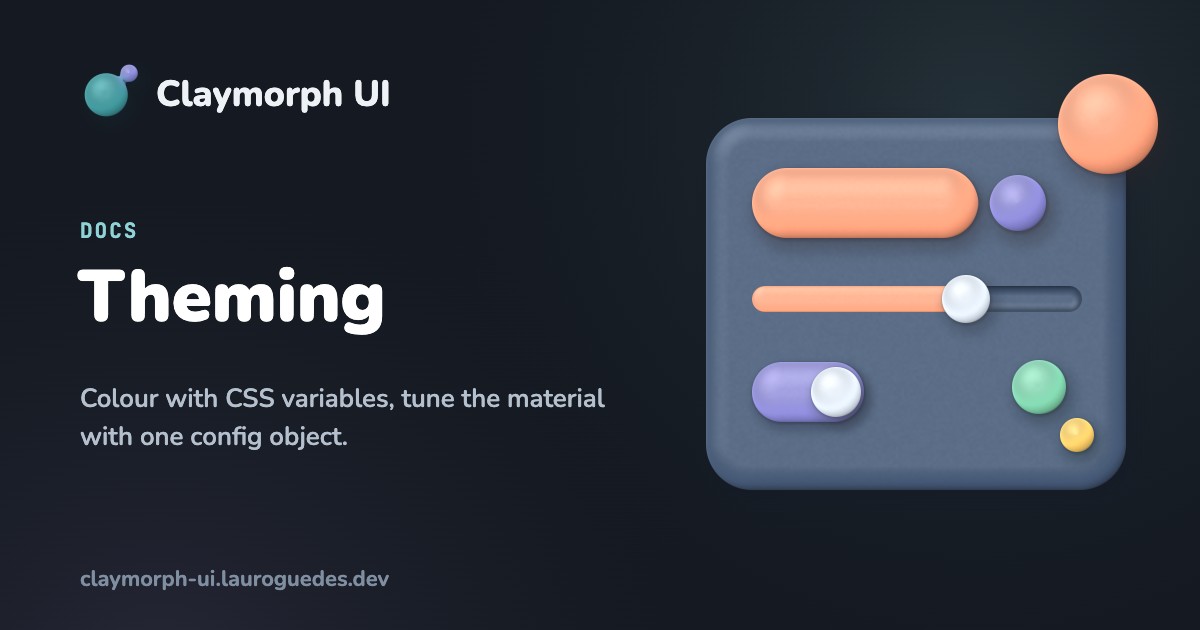 Claymorph UI
DOCS
Theming
Colour with CSS variables, tune the material
with one config object.
claymorph-ui.lauroguedes.dev